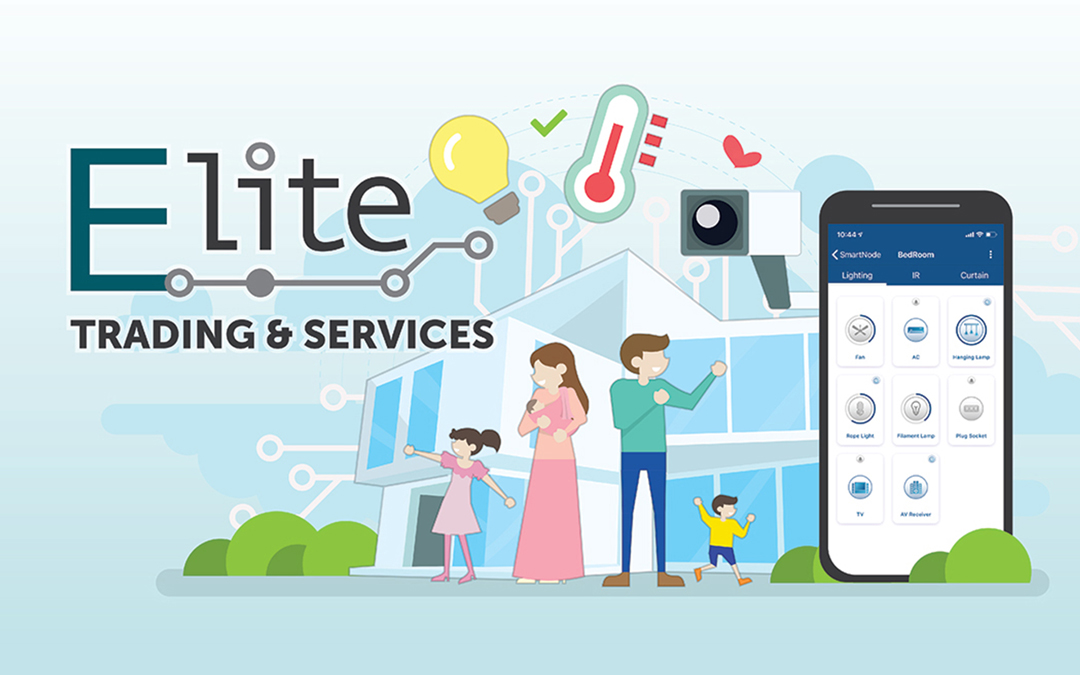 Elite
TRADING & SERVICES
10:44
SmartNode BedRoom
Lighting IR Curtain
Fan AC Hanging Lamp
Rope Light Filament Lamp Plug Socket
TV AV Receiver